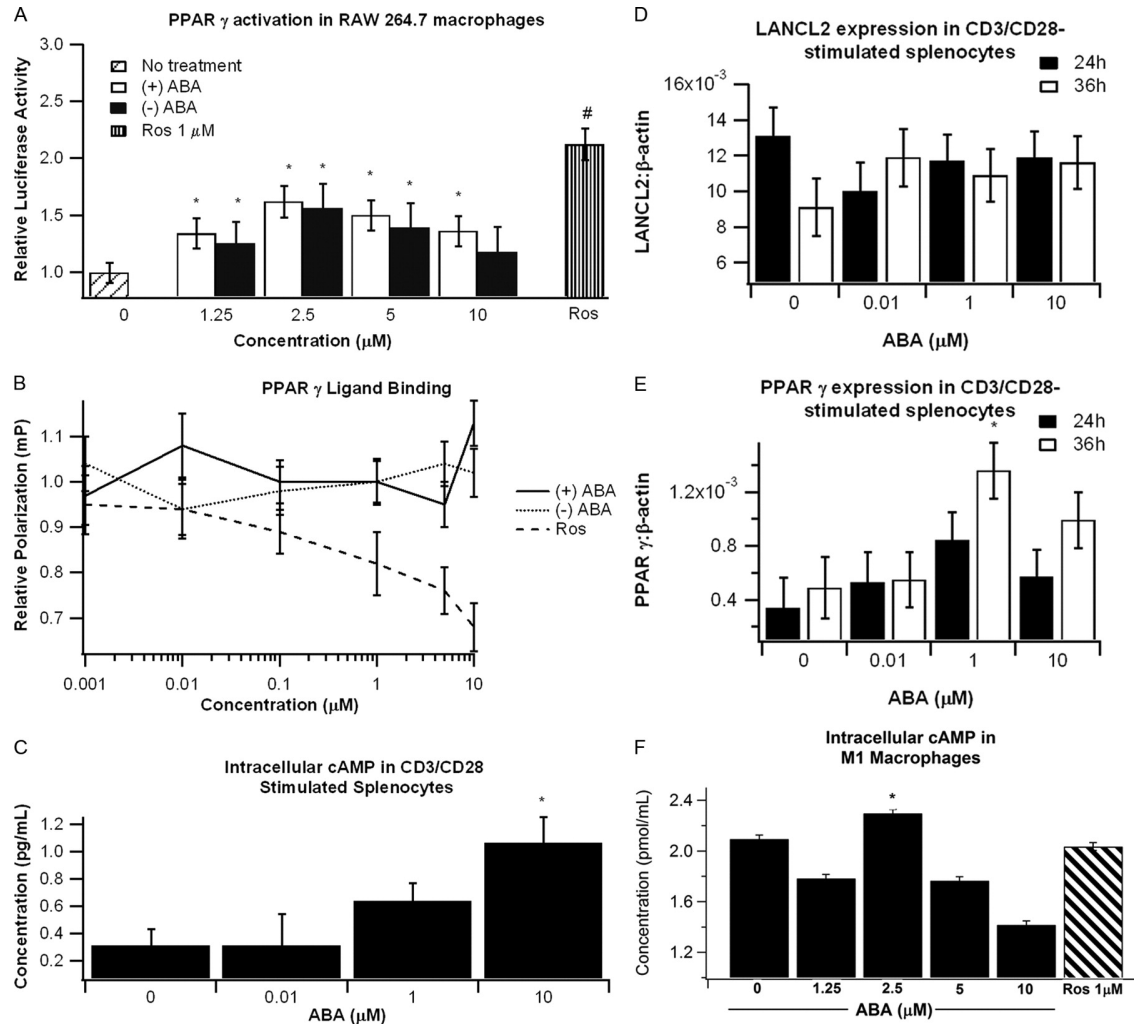 A
PPAR γ activation in RAW 264.7 macrophages
Relative Luciferase Activity
3.0
2.5
2.0
1.5
1.0
No treatment
(+) ABA
(-) ABA
Ros 1 μM
* * * * * * *
#
0 1.25 2.5 5 10 Ros
Concentration (μM)
B
PPAR γ Ligand Binding
Relative Polarization (mP)
1.1
1.0
0.9
0.8
0.7
(+) ABA
(-) ABA
Ros
0.001 0.01 0.1 1 10
Concentration (μM)
C
Intracellular cAMP in CD3/CD28
Stimulated Splenocytes
Concentration (pg/mL)
1.2
1.0
0.8
0.6
0.4
0.2
*
0 0.01 1 10
ABA (μM)
D
LANCL2 expression in CD3/CD28-
stimulated splenocytes
24h
36h
LANCL2:β-actin
16x10-3
14
12
10
8
6
0 0.01 1 10
ABA (μM)
E
PPAR γ expression in CD3/CD28-
stimulated splenocytes
24h
36h
PPAR γ:β-actin
1.2x10-3
0.8
0.4
*
0 0.01 1 10
ABA (μM)
F
Intracellular cAMP in
M1 Macrophages
Concentration (pmol/mL)
2.4
2.0
1.6
1.2
*
0 1.25 2.5 5 10 Ros 1μM
ABA (μM)